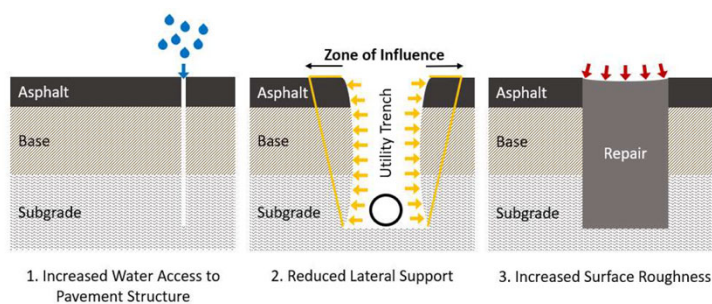 Zone of Influence
Asphalt
Base
Subgrade
Asphalt
Base
Subgrade
Utility Trench
Asphalt
Base
Subgrade
Repair
1. Increased Water Access to
Pavement Structure
2. Reduced Lateral Support
3. Increased Surface Roughness